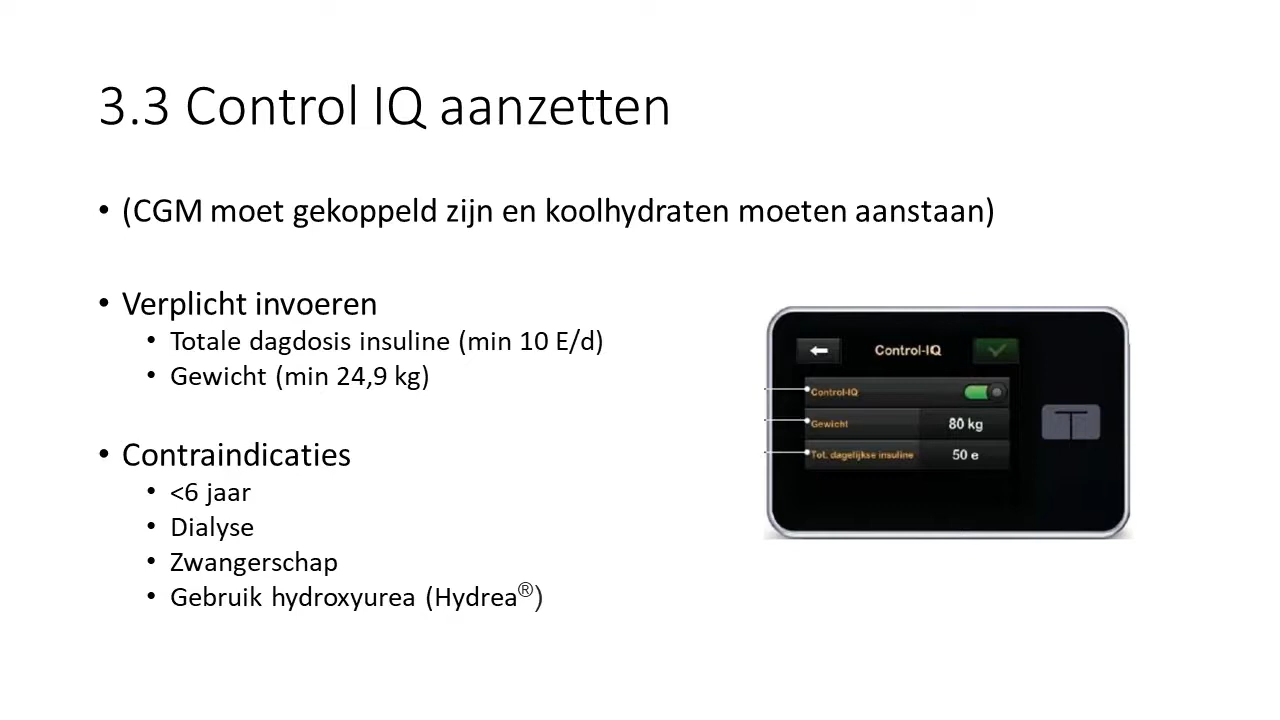 3.3 Control IQ aanzetten
• (CGM moet gekoppeld zijn en koolhydraten moeten aanstaan)
• Verplicht invoeren
• Totale dagdosis insuline (min 10 E/d)
• Gewicht (min 24,9 kg)
• Contraindicaties
• <6 jaar
• Dialyse
• Zwangerschap
• Gebruik hydroxyurea (Hydrea®)
Control-IQ
Control-IQ
Gewicht 80 kg
Tot. dagelijkse insuline 50 e